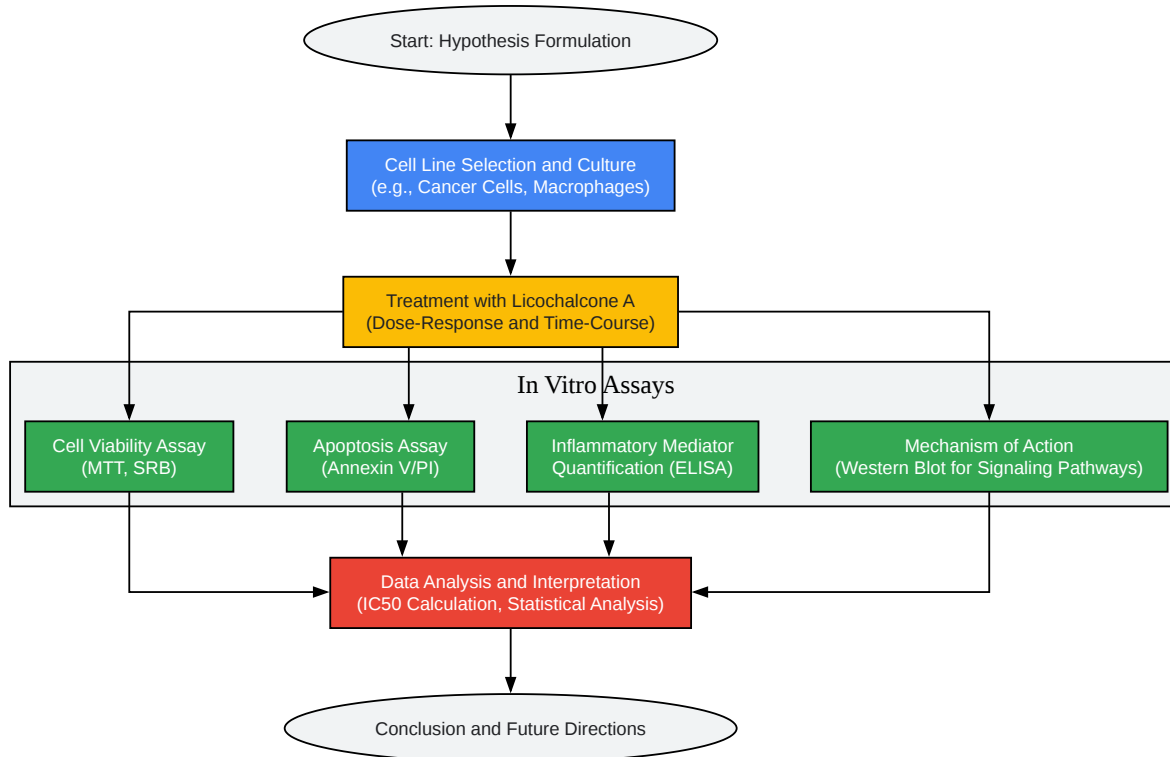 Start: Hypothesis Formulation
Cell Line Selection and Culture
(e.g., Cancer Cells, Macrophages)
Treatment with Licochalcone A
(Dose-Response and Time-Course)
In Vitro Assays
Cell Viability Assay
(MTT, SRB)
Apoptosis Assay
(Annexin V/PI)
Inflammatory Mediator
Quantification (ELISA)
Mechanism of Action
(Western Blot for Signaling Pathways)
Data Analysis and Interpretation
(IC50 Calculation, Statistical Analysis)
Conclusion and Future Directions